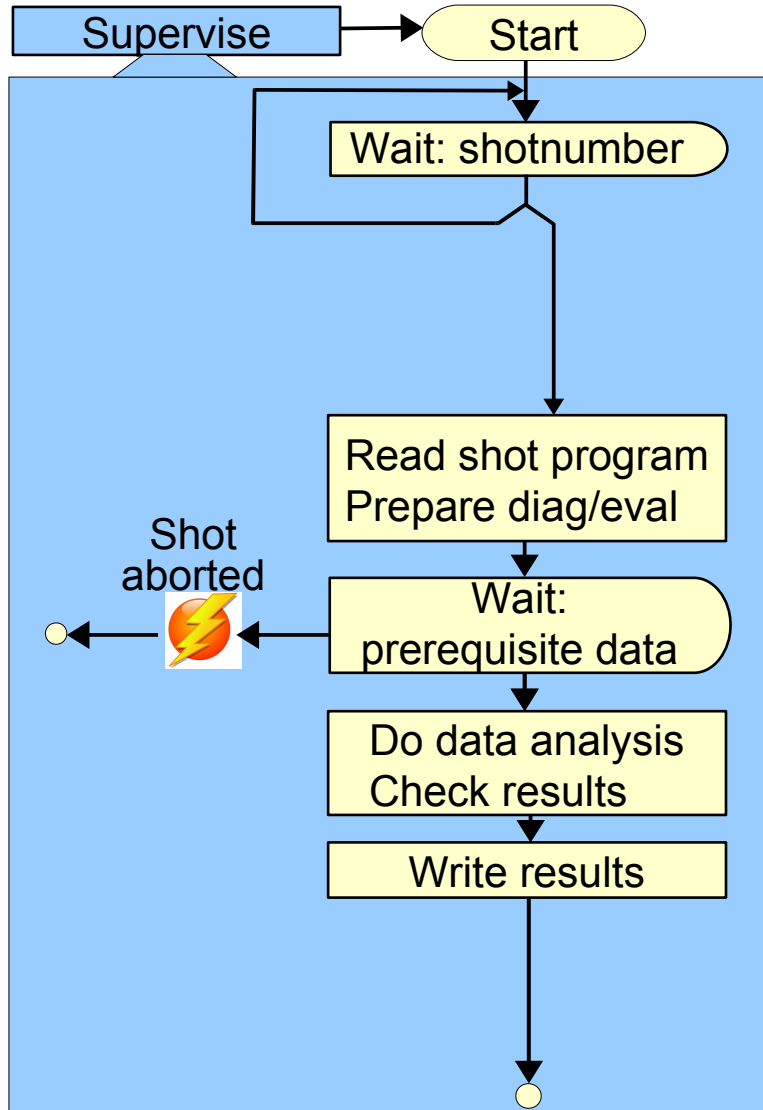 Supervise
Start
Wait: shotnumber
Read shot program
Prepare diag/eval
Shot
aborted
Wait:
prerequisite data
Do data analysis
Check results
Write results